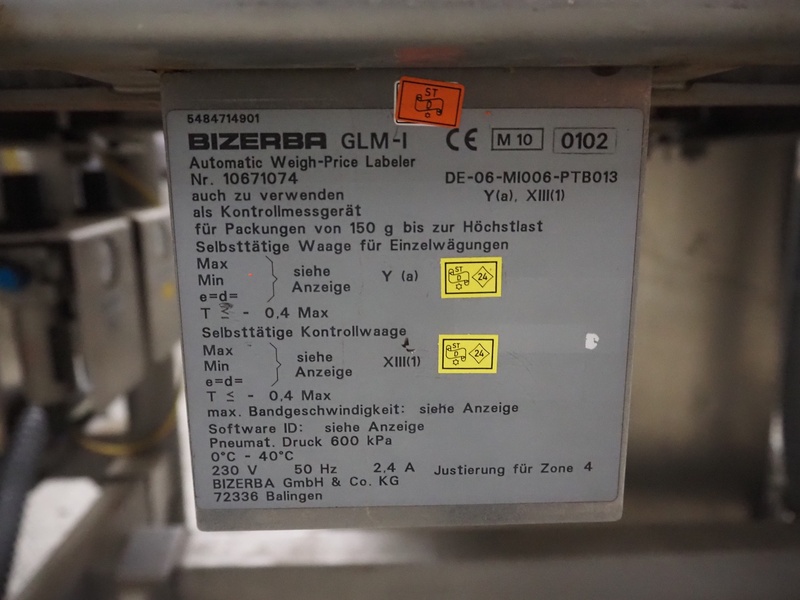 ST
D
5484714901
BIZERBA GLM-I CE M 10 0102
Automatic Weigh-Price Labeler
Nr. 10671074 DE-06-MI006-PTB013
auch zu verwenden Y(a), XIII(1)
als Kontrollmessgerät
für Packungen von 150 g bis zur Höchstlast
Selbsttätige Waage für Einzelwägungen
Max
Min siehe Anzeige Y (a) ST D 24
e=d=
T ≤ - 0,4 Max
Selbsttätige Kontrollwaage
Max
Min siehe Anzeige XIII(1) ST D 24
e=d=
T ≤ - 0,4 Max
max. Bandgeschwindigkeit: siehe Anzeige
Software ID: siehe Anzeige
Pneumat. Druck 600 kPa
0°C - 40°C
230 V 50 Hz 2,4 A Justierung für Zone 4
BIZERBA GmbH & Co. KG
72336 Balingen